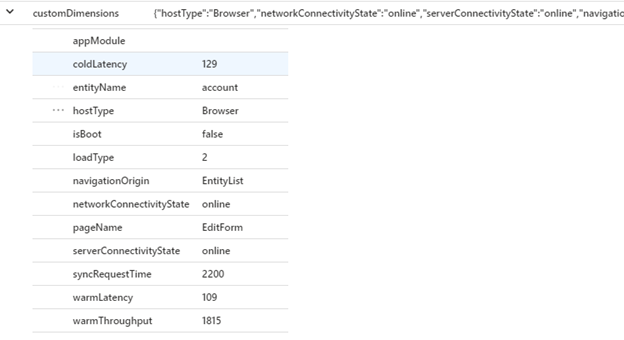 customDimensions {"hostType":"Browser","networkConnectivityState":"online","serverConnectivityState":"online","navigatio
appModule
coldLatency 129
entityName account
hostType Browser
isBoot false
loadType 2
navigationOrigin EntityList
networkConnectivityState online
pageName EditForm
serverConnectivityState online
syncRequestTime 2200
warmLatency 109
warmThroughput 1815